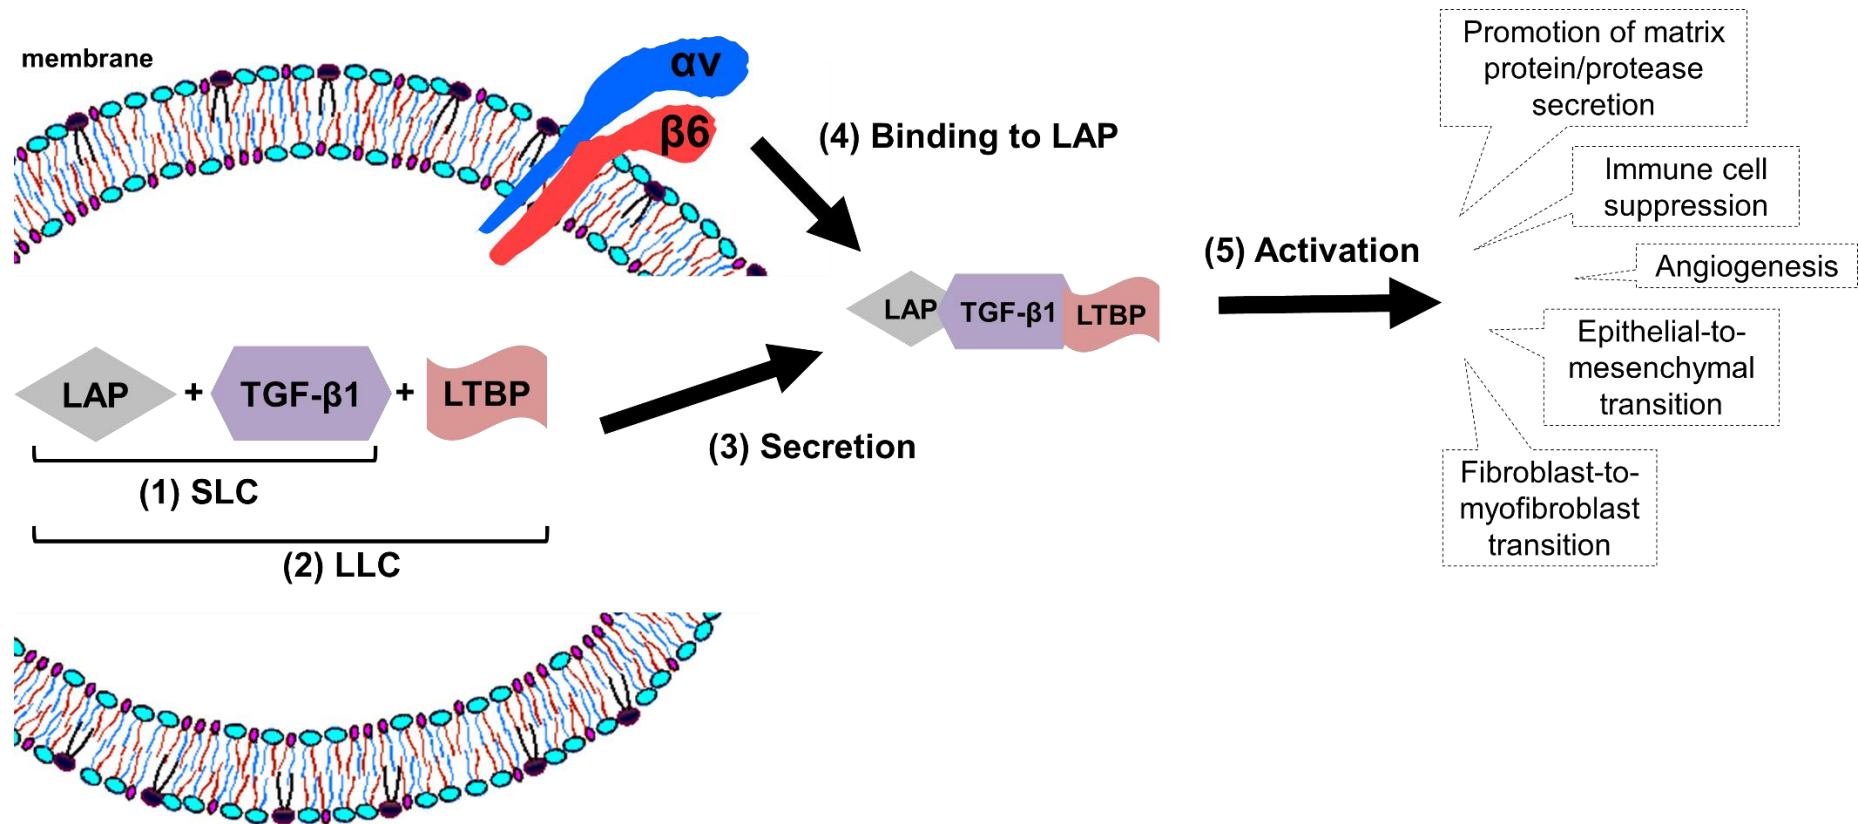 membrane
αv
β6
(4) Binding to LAP
LAP
+
TGF-β1
+
LTBP
(1) SLC
(2) LLC
(3) Secretion
LAP
TGF-β1
LTBP
(5) Activation
Promotion of matrix
protein/protease
secretion
Immune cell
suppression
Angiogenesis
Epithelial-to-
mesenchymal
transition
Fibroblast-to-
myofibroblast
transition